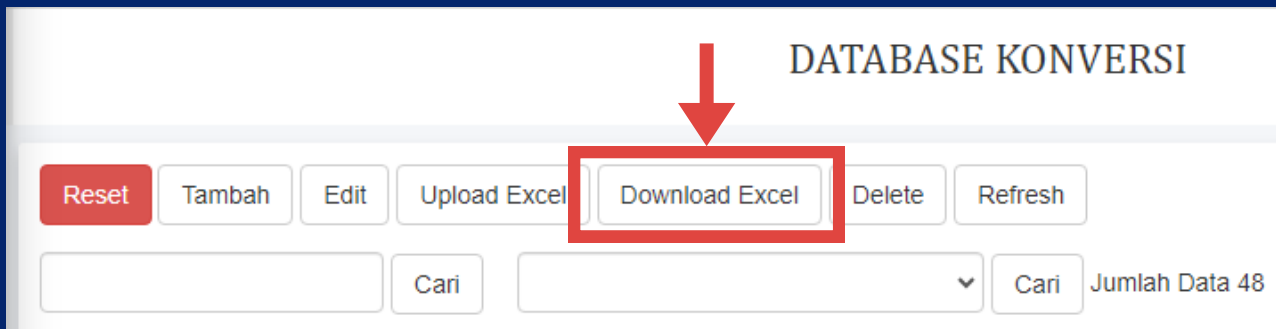 DATABASE KONVERSI
Reset Tambah Edit Upload Excel Download Excel Delete Refresh
Cari Cari Jumlah Data 48